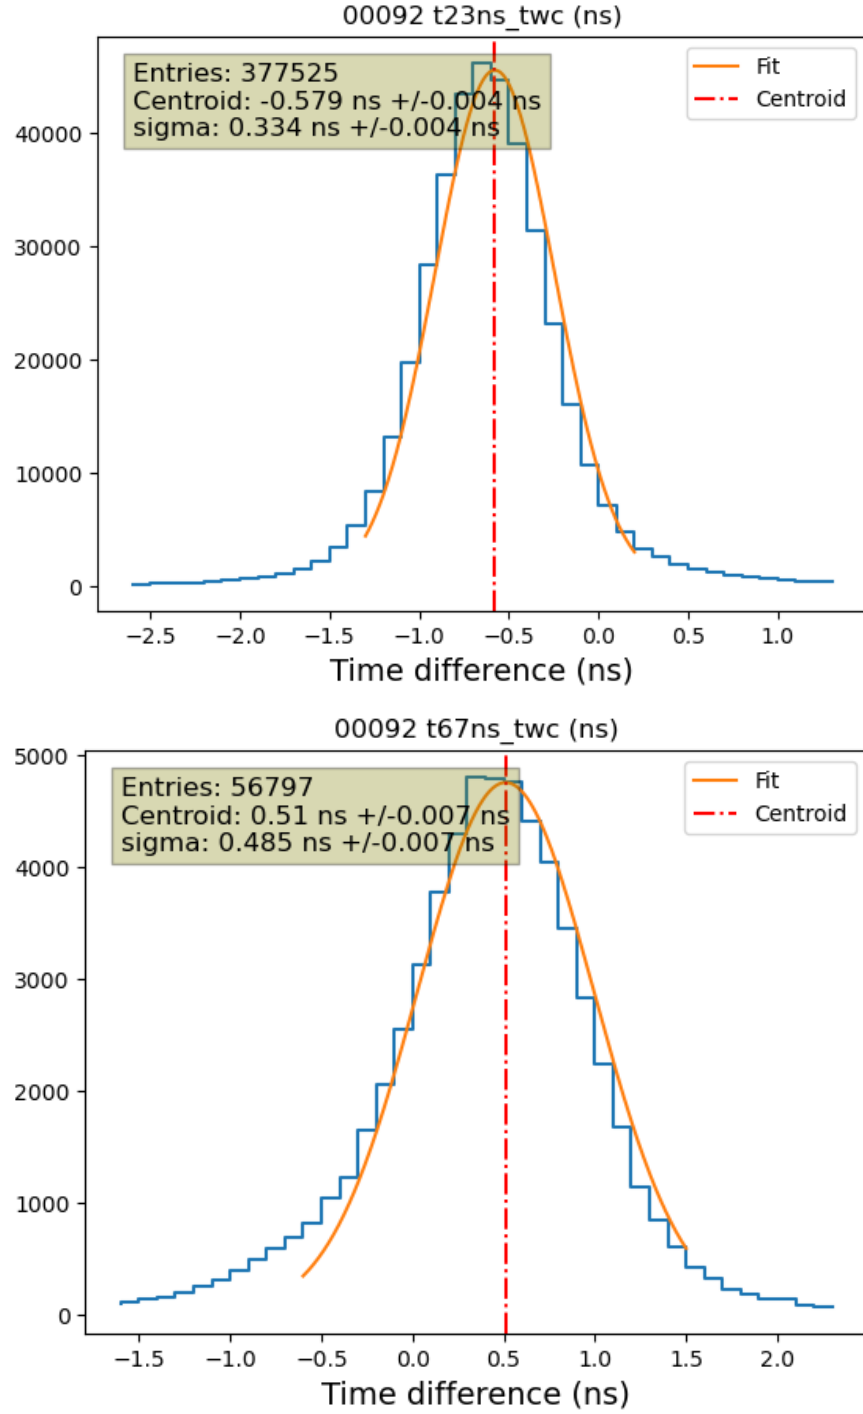 00092 t23ns_twc (ns)
Entries: 377525
Centroid: -0.579 ns +/-0.004 ns
sigma: 0.334 ns +/-0.004 ns
Fit
Centroid
40000
30000
20000
10000
0
−2.5 −2.0 −1.5 −1.0 −0.5 0.0 0.5 1.0
Time difference (ns)
00092 t67ns_twc (ns)
Entries: 56797
Centroid: 0.51 ns +/-0.007 ns
sigma: 0.485 ns +/-0.007 ns
Fit
Centroid
5000
4000
3000
2000
1000
0
−1.5 −1.0 −0.5 0.0 0.5 1.0 1.5 2.0
Time difference (ns)